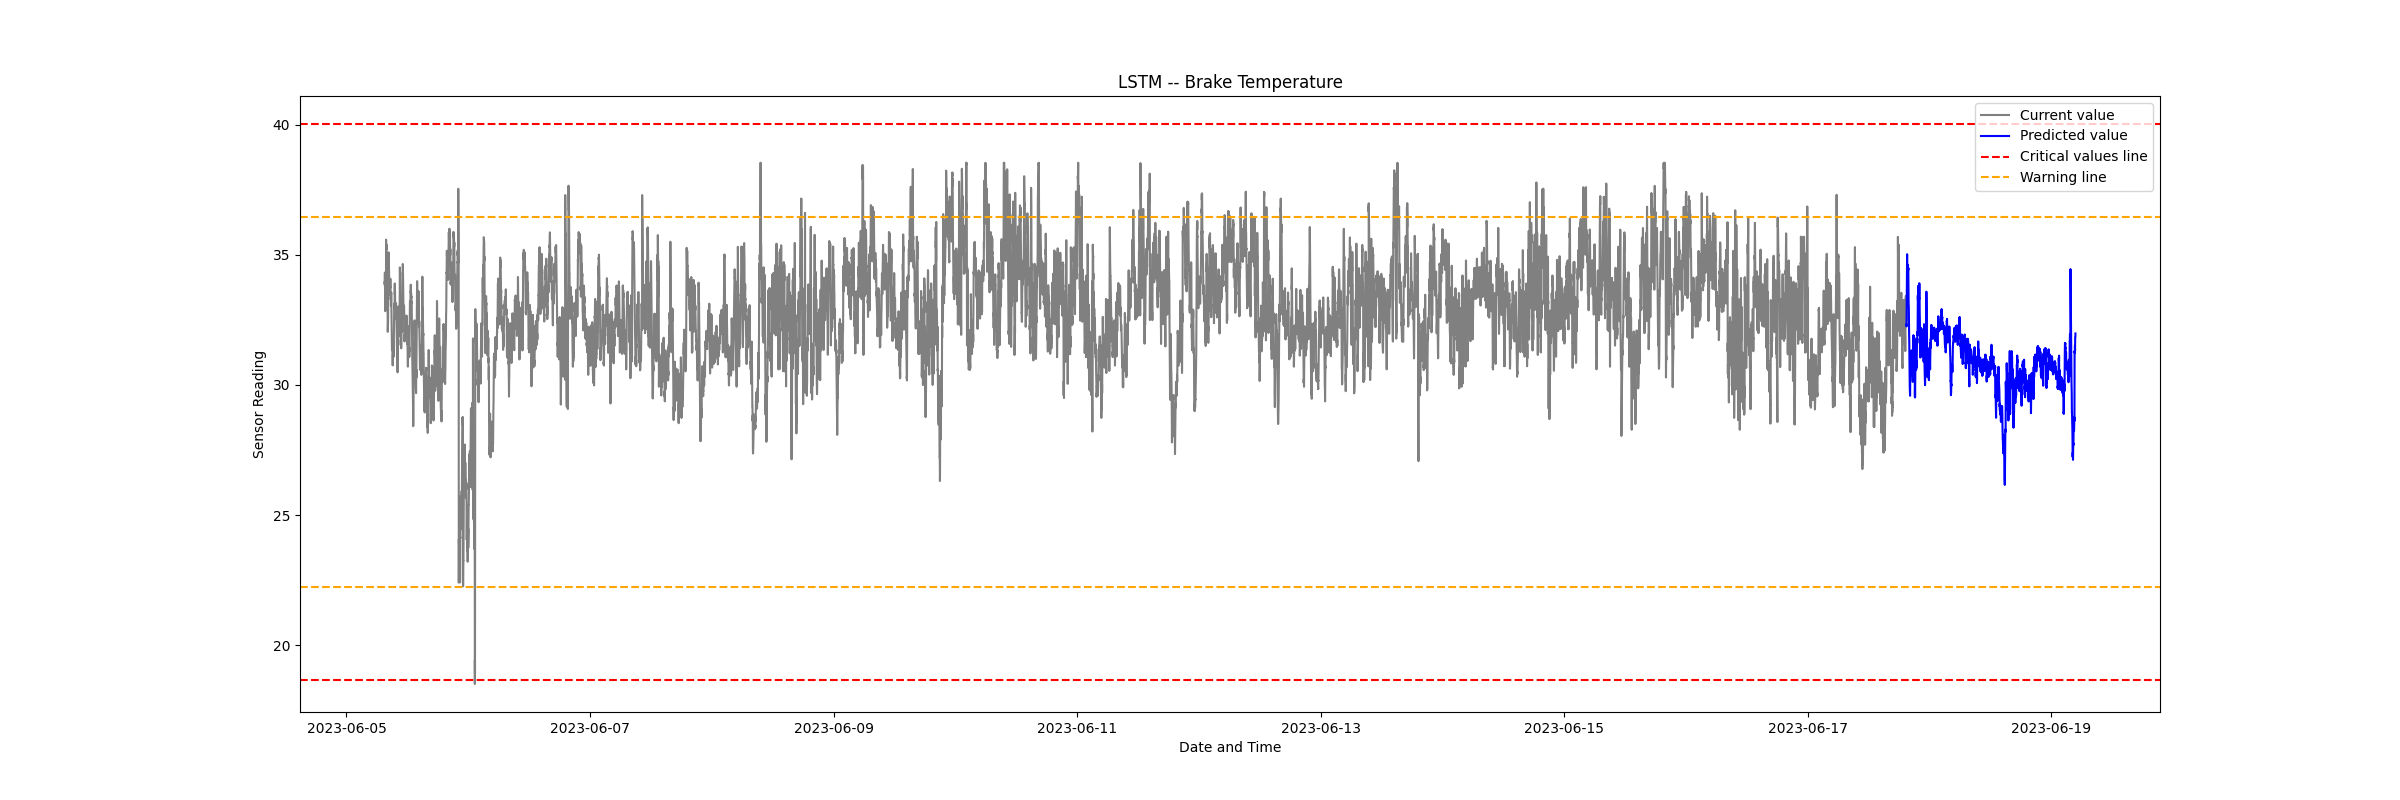 LSTM -- Brake Temperature
Current value
Predicted value
Critical values line
Warning line
40
35
30
25
20
Sensor Reading
2023-06-05
2023-06-07
2023-06-09
2023-06-11
2023-06-13
2023-06-15
2023-06-17
2023-06-19
Date and Time